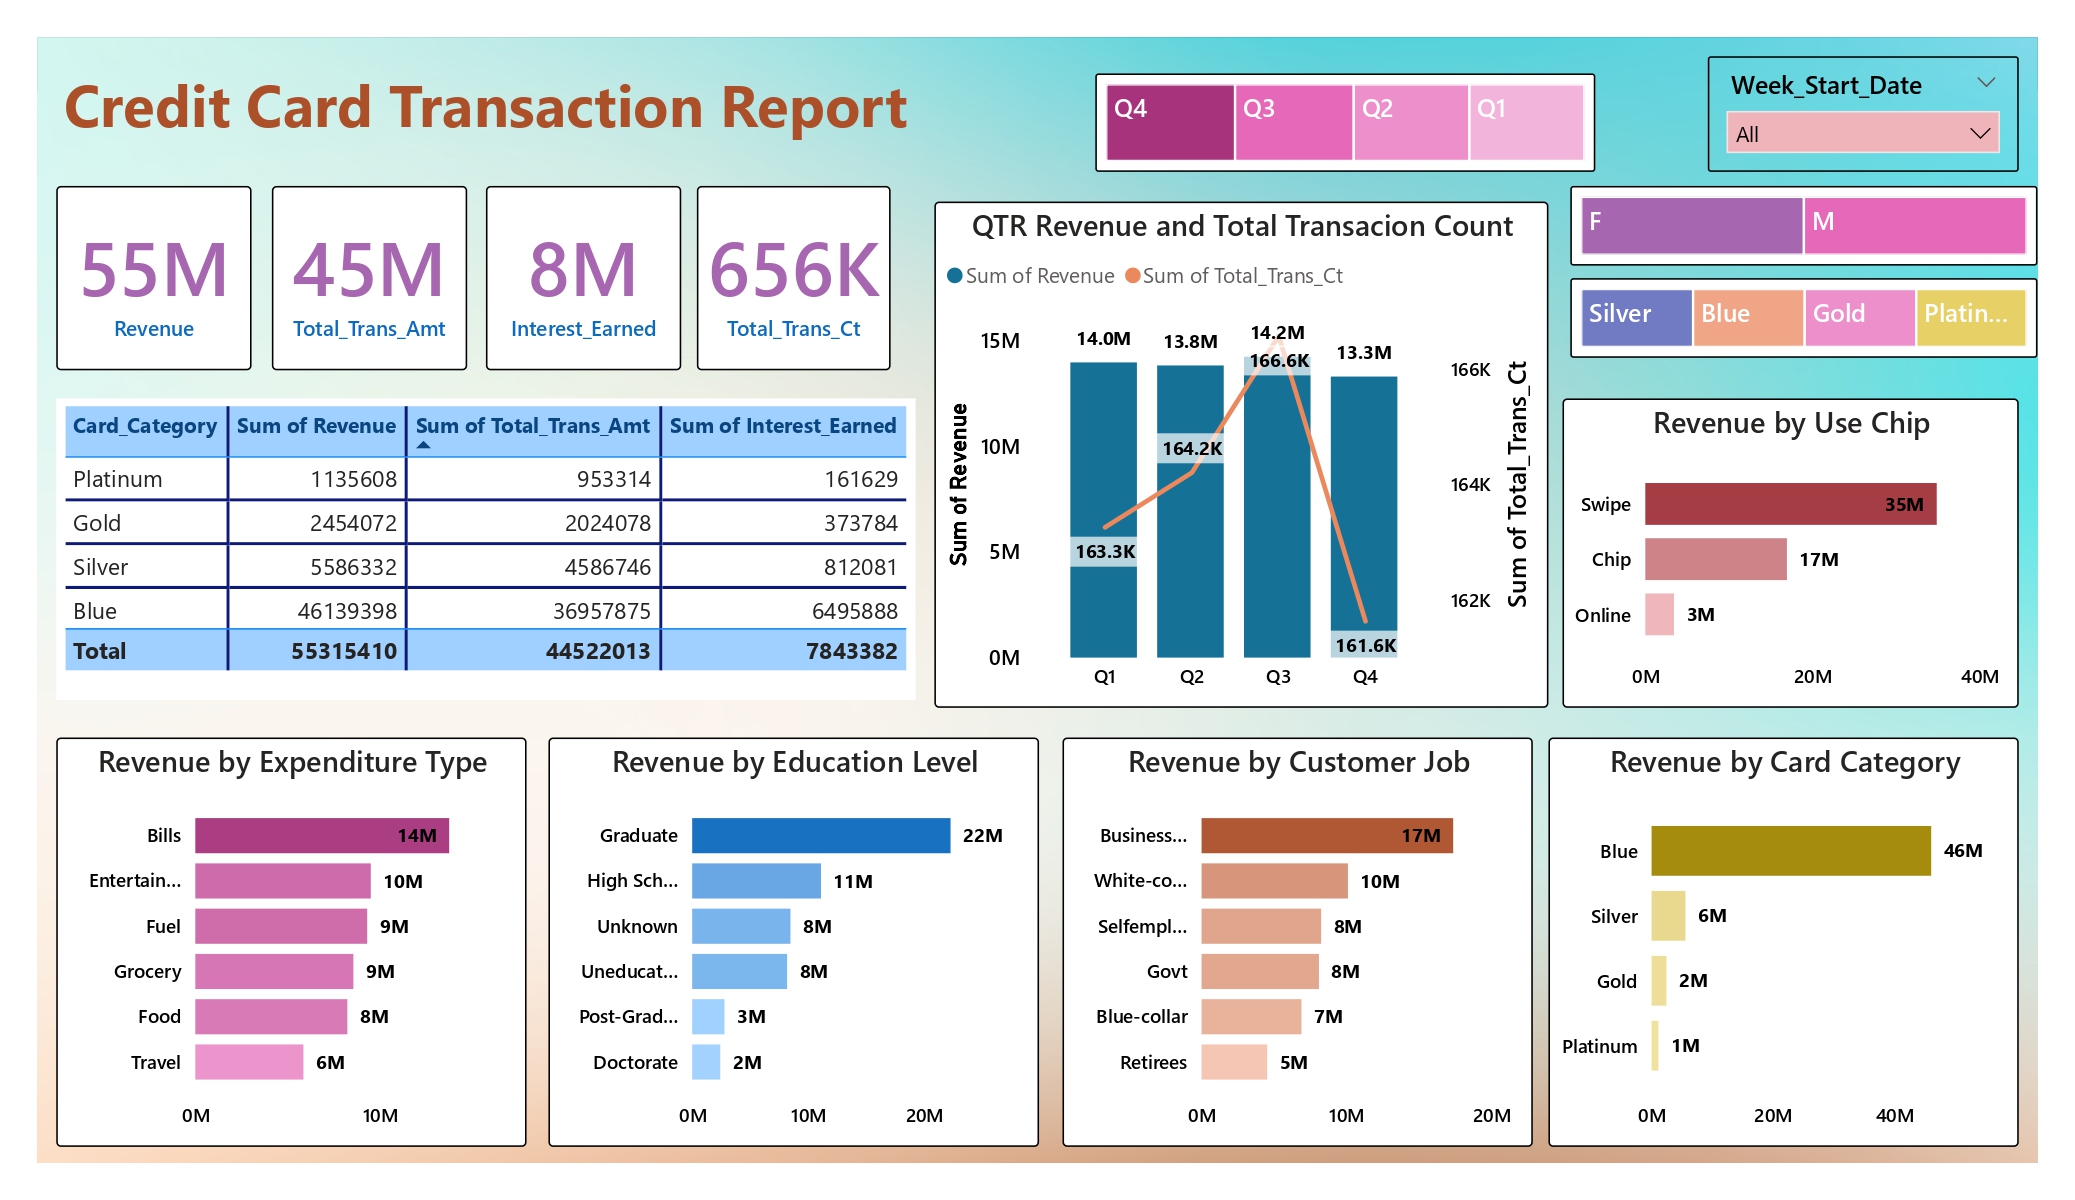 Credit Card Transaction Report
Q4 Q3 Q2 Q1
Week_Start_Date
All
55M
Revenue
45M
Total_Trans_Amt
8M
Interest_Earned
656K
Total_Trans_Ct
F M
Silver Blue Gold Platin...
Card_Category Sum of Revenue Sum of Total_Trans_Amt Sum of Interest_Earned
Platinum 1135608 953314 161629
Gold 2454072 2024078 373784
Silver 5586332 4586746 812081
Blue 46139398 36957875 6495888
Total 55315410 44522013 7843382
QTR Revenue and Total Transacion Count
Sum of Revenue Sum of Total_Trans_Ct
Sum of Revenue
15M
10M
5M
0M
14.0M 13.8M 14.2M 13.3M
163.3K 164.2K 166.6K 161.6K
Q1 Q2 Q3 Q4
166K
164K
162K
Sum of Total_Trans_Ct
Revenue by Use Chip
Swipe 35M
Chip 17M
Online 3M
0M 20M 40M
Revenue by Expenditure Type
Bills 14M
Entertain... 10M
Fuel 9M
Grocery 9M
Food 8M
Travel 6M
0M 10M
Revenue by Education Level
Graduate 22M
High Sch... 11M
Unknown 8M
Uneducat... 8M
Post-Grad... 3M
Doctorate 2M
0M 10M 20M
Revenue by Customer Job
Business... 17M
White-co... 10M
Selfempl... 8M
Govt 8M
Blue-collar 7M
Retirees 5M
0M 10M 20M
Revenue by Card Category
Blue 46M
Silver 6M
Gold 2M
Platinum 1M
0M 20M 40M